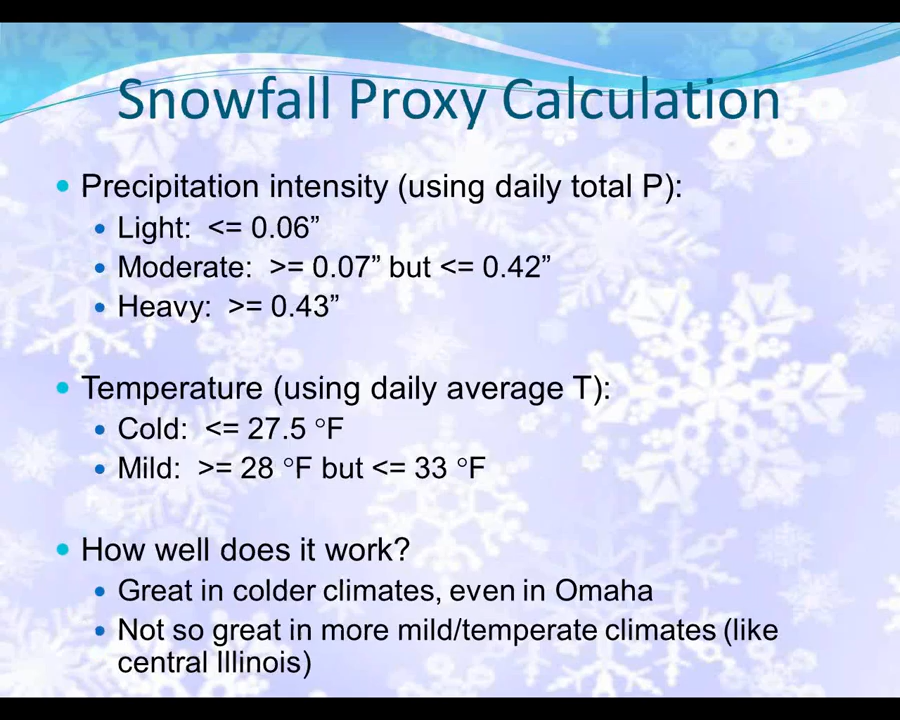 Snowfall Proxy Calculation
• Precipitation intensity (using daily total P):
• Light:  <= 0.06”
• Moderate:  >= 0.07” but <= 0.42”
• Heavy:  >= 0.43”
• Temperature (using daily average T):
• Cold:  <= 27.5 °F
• Mild:  >= 28 °F but <= 33 °F
• How well does it work?
• Great in colder climates, even in Omaha
• Not so great in more mild/temperate climates (like
central Illinois)